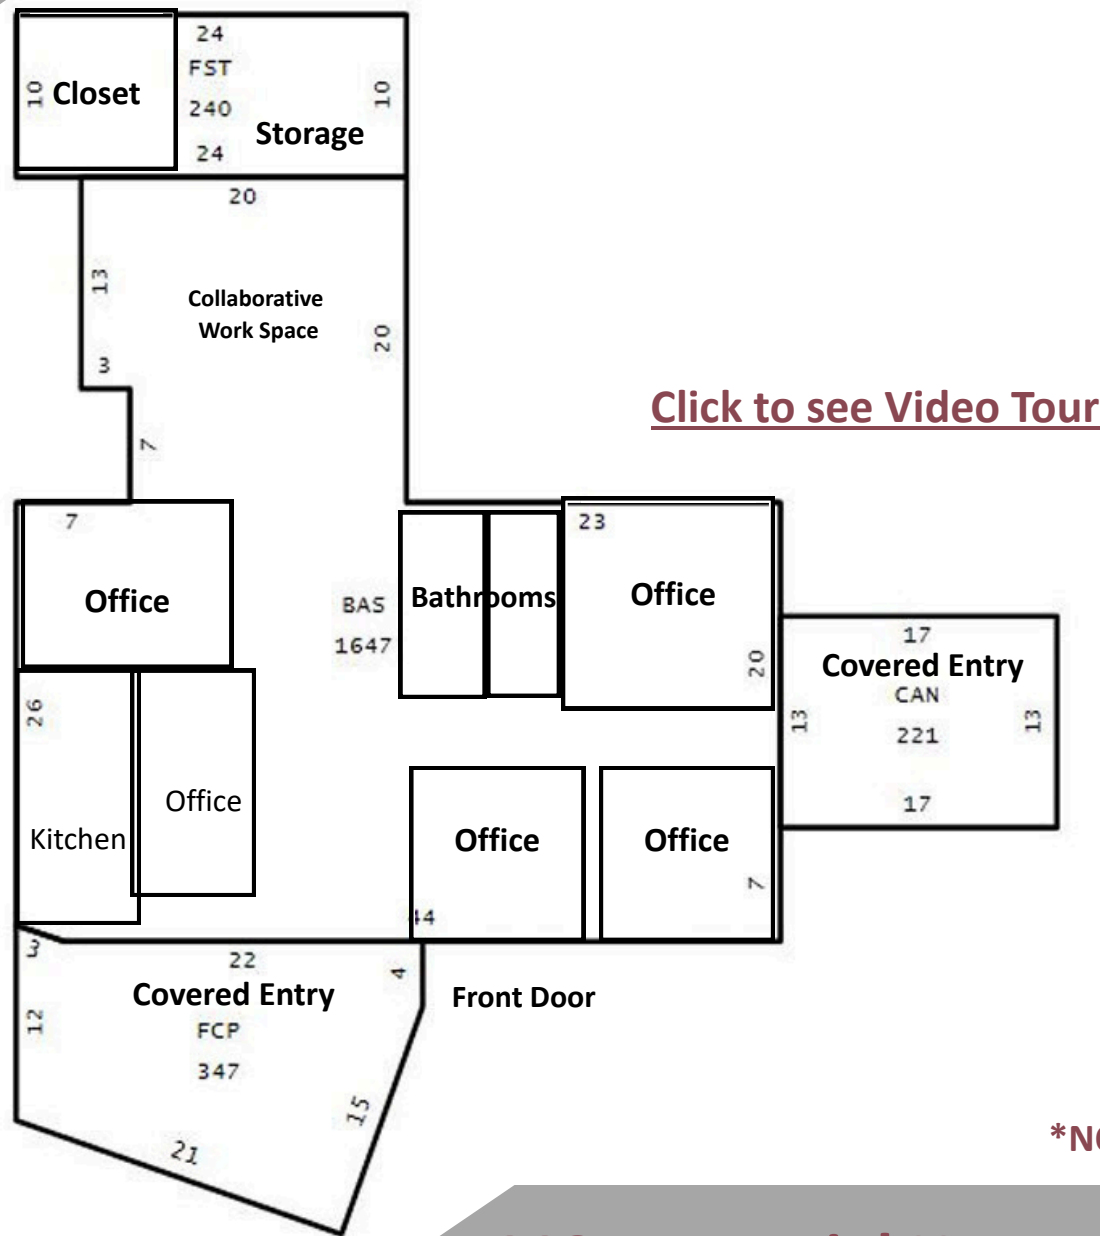 24
FST
10
Closet
10
240
Storage
24
20
13
Collaborative
Work Space
20
3
Click to see Video Tour
7
7
23
Office
BAS
Bathrooms
Office
1647
17
20
Covered Entry
26
CAN
13
13
221
Office
17
Kitchen
Office
Office
7
44
3
22
4
Covered Entry
Front Door
12
FCP
347
15
21